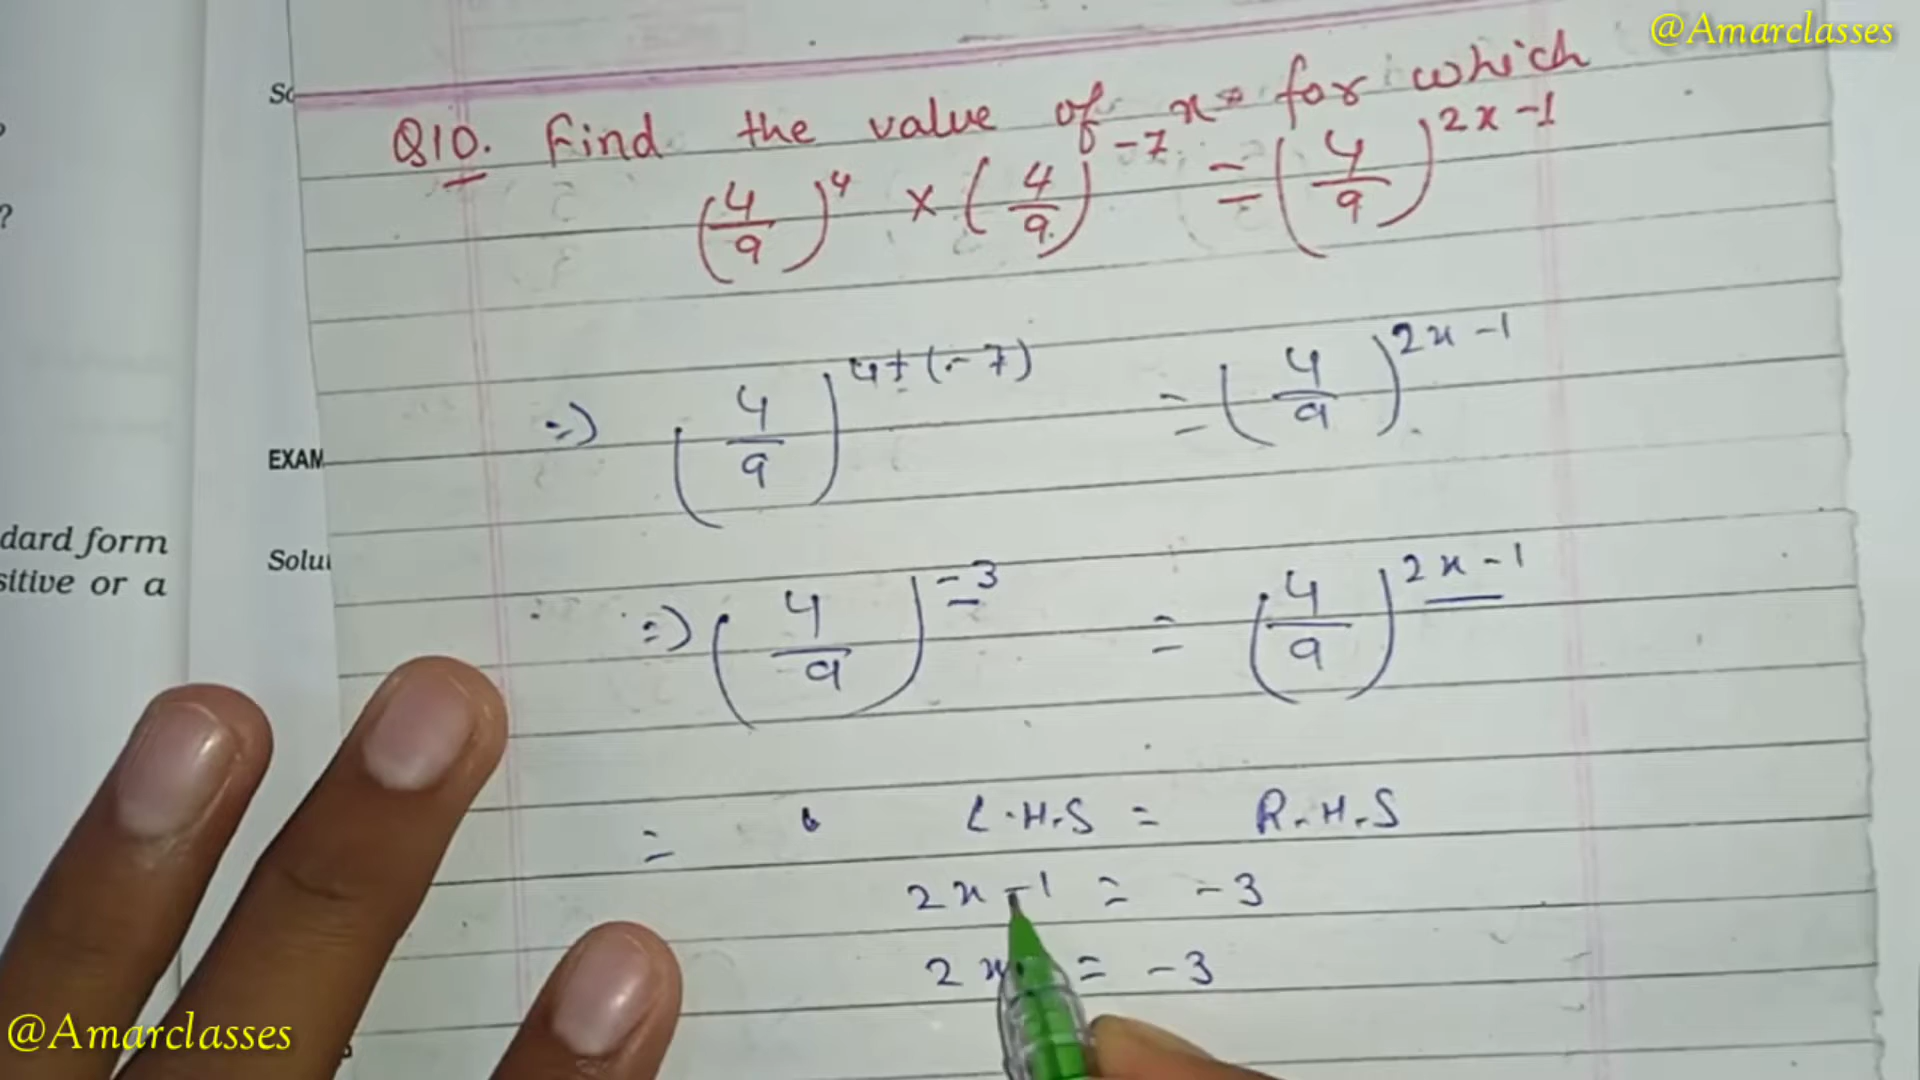 @Amarclasses
Q10. Find the value of x for which
(4/9)^4 × (4/9)^-7 = (4/9)^2x-1
?
=) (4/9)^4+(-7) = (4/9)^2x-1
EXAM
dard form
sitive or a
Solu
=) (4/9)^-3 = (4/9)^2x-1
= L.H.S = R.H.S
2x-1 = -3
2x = -3
@Amarclasses